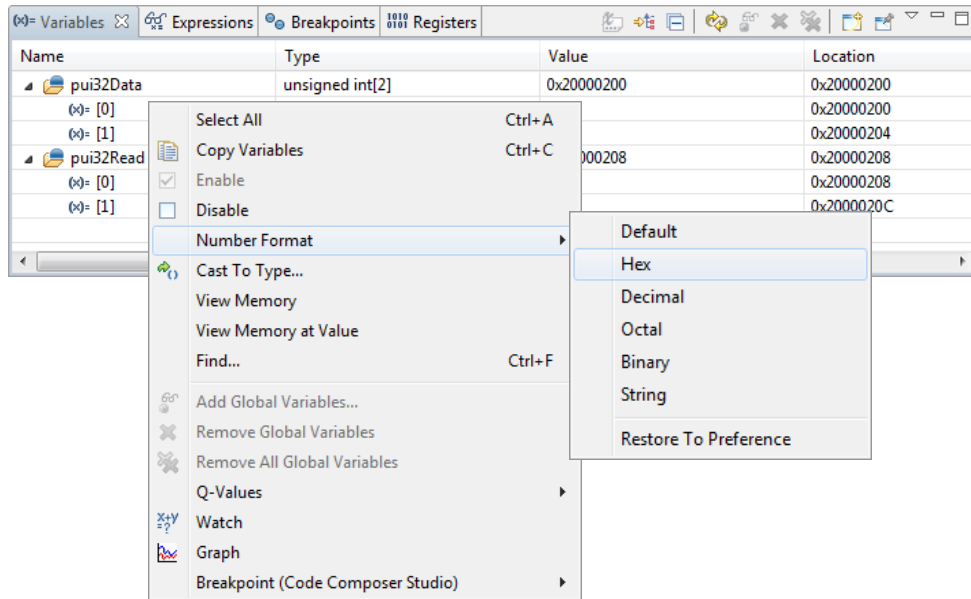 (x)= Variables Expressions Breakpoints 1010 0101 Registers
Name Type Value Location
pui32Data unsigned int[2] 0x20000200 0x20000200
(x)= [0] 0x20000200
(x)= [1] 0x20000204
pui32Read 000208 0x20000208
(x)= [0] 0x20000208
(x)= [1] 0x2000020C
Select All Ctrl+A
Copy Variables Ctrl+C
Enable
Disable
Number Format
Cast To Type...
View Memory
View Memory at Value
Find... Ctrl+F
Add Global Variables...
Remove Global Variables
Remove All Global Variables
Q-Values
X+Y =? Watch
Graph
Breakpoint (Code Composer Studio)
Default
Hex
Decimal
Octal
Binary
String
Restore To Preference